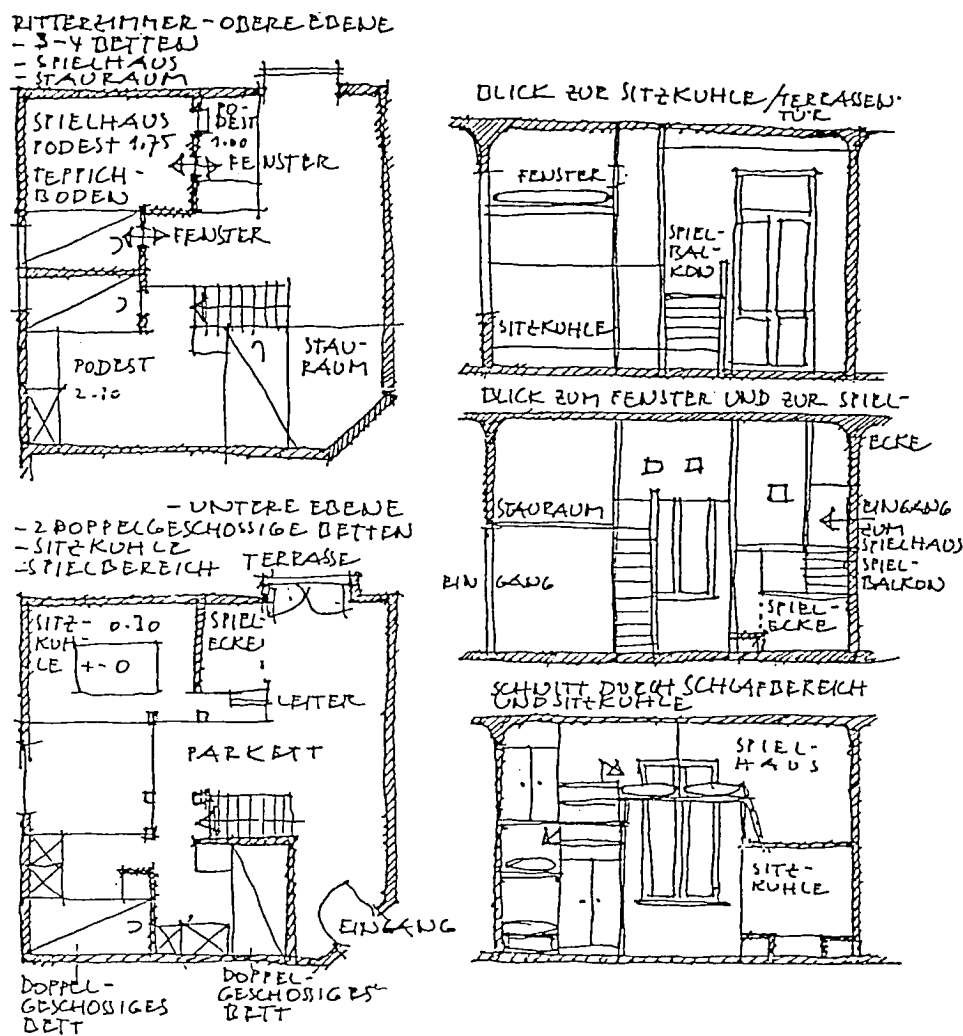 RITTERZIMMER - OBERE EBENE
- 3-4 BETTEN
- SPIELHAUS
- STAURAUM
SPIELHAUS
PODEST 1.75
TEPPICH-
BODEN
PO-
DEST
1.00
FENSTER
FENSTER
PODEST
2.10
STAU-
RAUM
- UNTERE EBENE
- 2 DOPPELGESCHOSSIGE BETTEN
- SITZKUHLE
- SPIELBEREICH
TERRASSE
SITZ-
KUH-
LE
0.30
+- 0
SPIEL-
ECKE
LEITER
PARKETT
EINGANG
DOPPEL-
GESCHOSSIGES
BETT
DOPPEL-
GESCHOSSIGES
BETT
BLICK ZUR SITZKUHLE/TERRASSEN-
TÜR
FENSTER
SPIEL-
BAL-
KON
SITZKUHLE
BLICK ZUM FENSTER UND ZUR SPIEL-
ECKE
STAURAUM
EINGANG
ZUM
SPIELHAUS
SPIEL-
BALKON
EIN GANG
SPIEL-
ECKE
SCHNITT DURCH SCHLAFBEREICH
UND SITZKUHLE
SPIEL-
HAUS
SITZ-
KUHLE